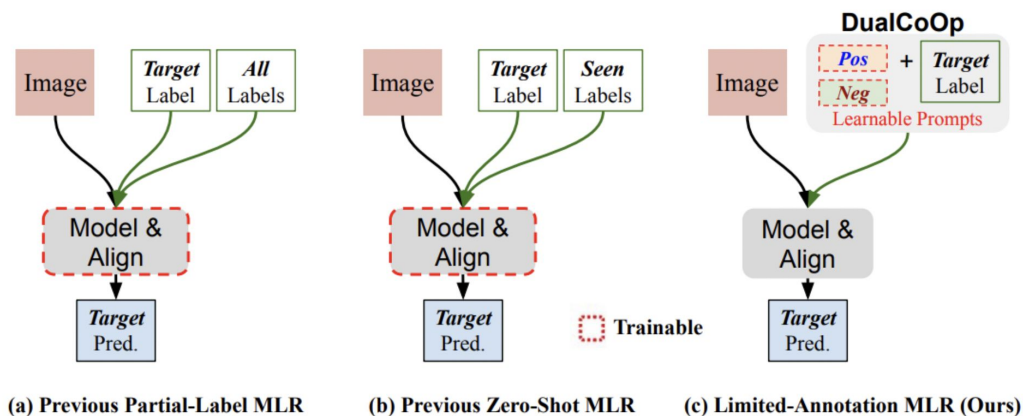 DualCoOp
Image
Target
Label
All
Labels
Model &
Align
Target
Pred.
Image
Target
Label
Seen
Labels
Model &
Align
Target
Pred.
Trainable
Image
Pos
Neg
+
Target
Label
Learnable Prompts
Model &
Align
Target
Pred.
(a) Previous Partial-Label MLR
(b) Previous Zero-Shot MLR
(c) Limited-Annotation MLR (Ours)